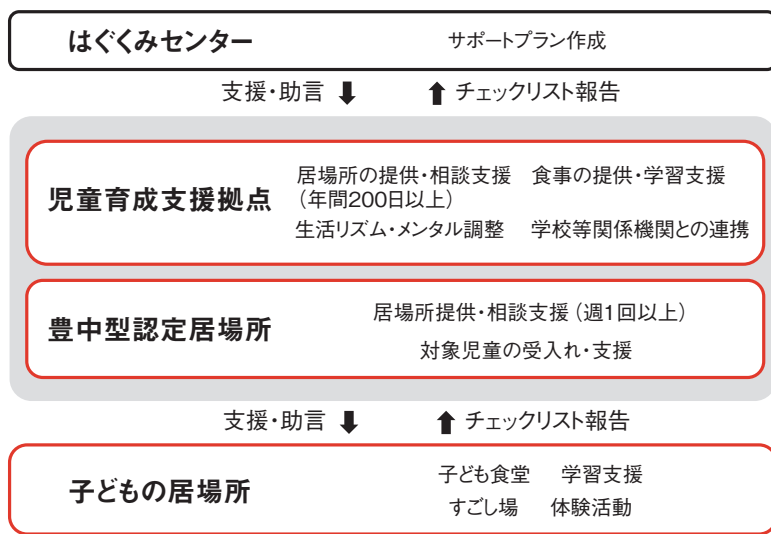 はぐくみセンター サポートプラン作成
支援・助言 ⬇ ⬆ チェックリスト報告
児童育成支援拠点
居場所の提供・相談支援 食事の提供・学習支援
（年間200日以上）
生活リズム・メンタル調整 学校等関係機関との連携
豊中型認定居場所
居場所提供・相談支援（週1回以上）
対象児童の受入れ・支援
支援・助言 ⬇ ⬆ チェックリスト報告
子どもの居場所
子ども食堂 学習支援
すごし場 体験活動